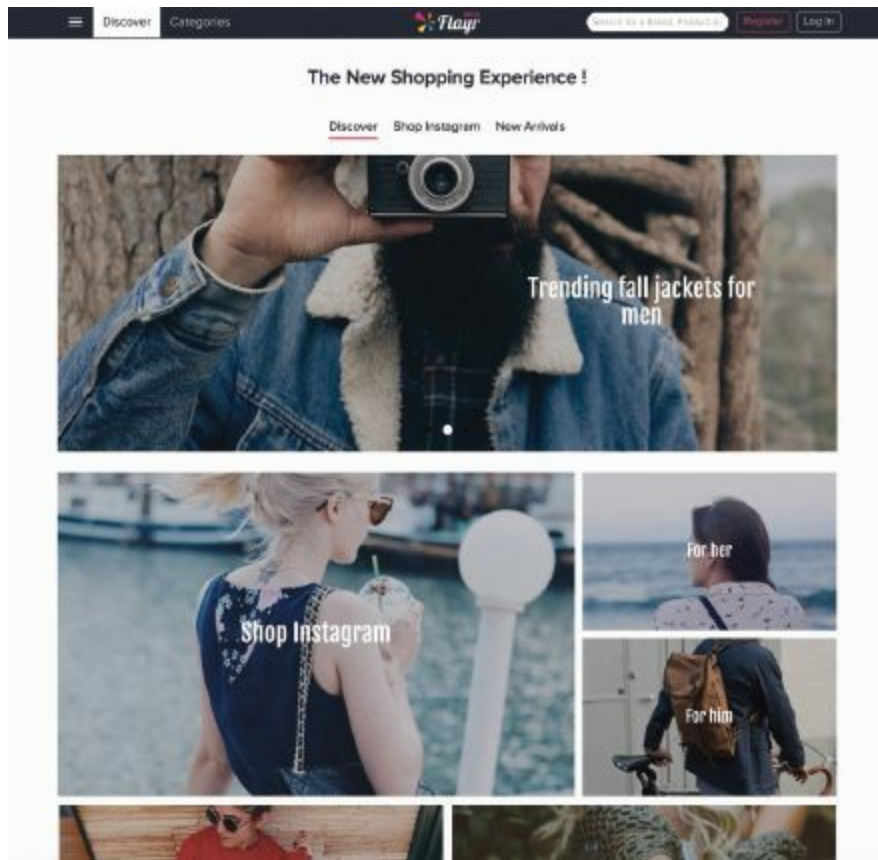 Discover
Categories
Flayr
Register
Log In
The New Shopping Experience !
Discover
Shop Instagram
New Arrivals
Trending fall jackets for
men
Shop Instagram
For her
For him